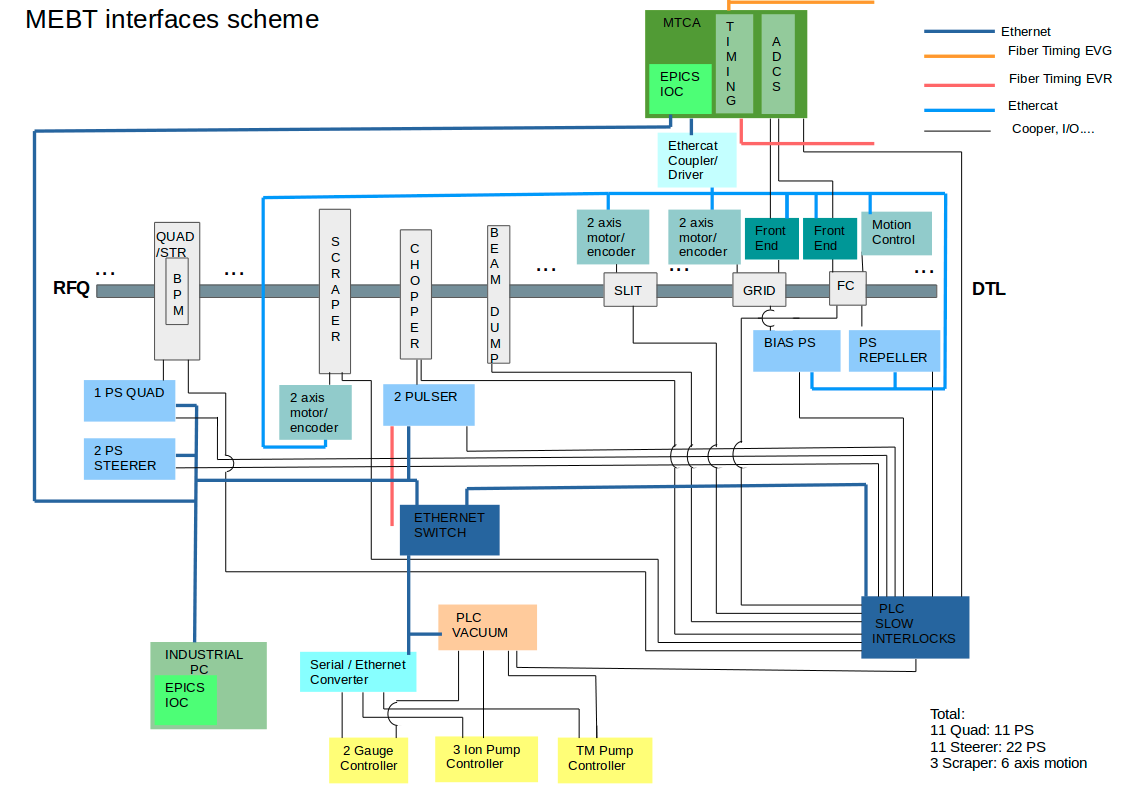 MEBT interfaces scheme
MTCA
TIMING
ADCS
EPICS
IOC
Ethernet
Fiber Timing EVG
Fiber Timing EVR
Ethercat
Cooper, I/O....
Ethercat
Coupler/
Driver
QUAD
/STR
BPM
...
...
SCRAPER
CHOPPER
BEAM DUMP
...
2 axis
motor/
encoder
2 axis
motor/
encoder
Front
End
Front
End
Motion
Control
...
...
RFQ
SLIT
GRID
FC
DTL
BIAS PS
PS
REPELLER
1 PS QUAD
2 axis
motor/
encoder
2 PULSER
2 PS
STEERER
ETHERNET
SWITCH
PLC
SLOW
INTERLOCKS
PLC
VACUUM
INDUSTRIAL
PC
EPICS
IOC
Serial / Ethernet
Converter
2 Gauge
Controller
3 Ion Pump
Controller
TM Pump
Controller
Total:
11 Quad: 11 PS
11 Steerer: 22 PS
3 Scraper: 6 axis motion